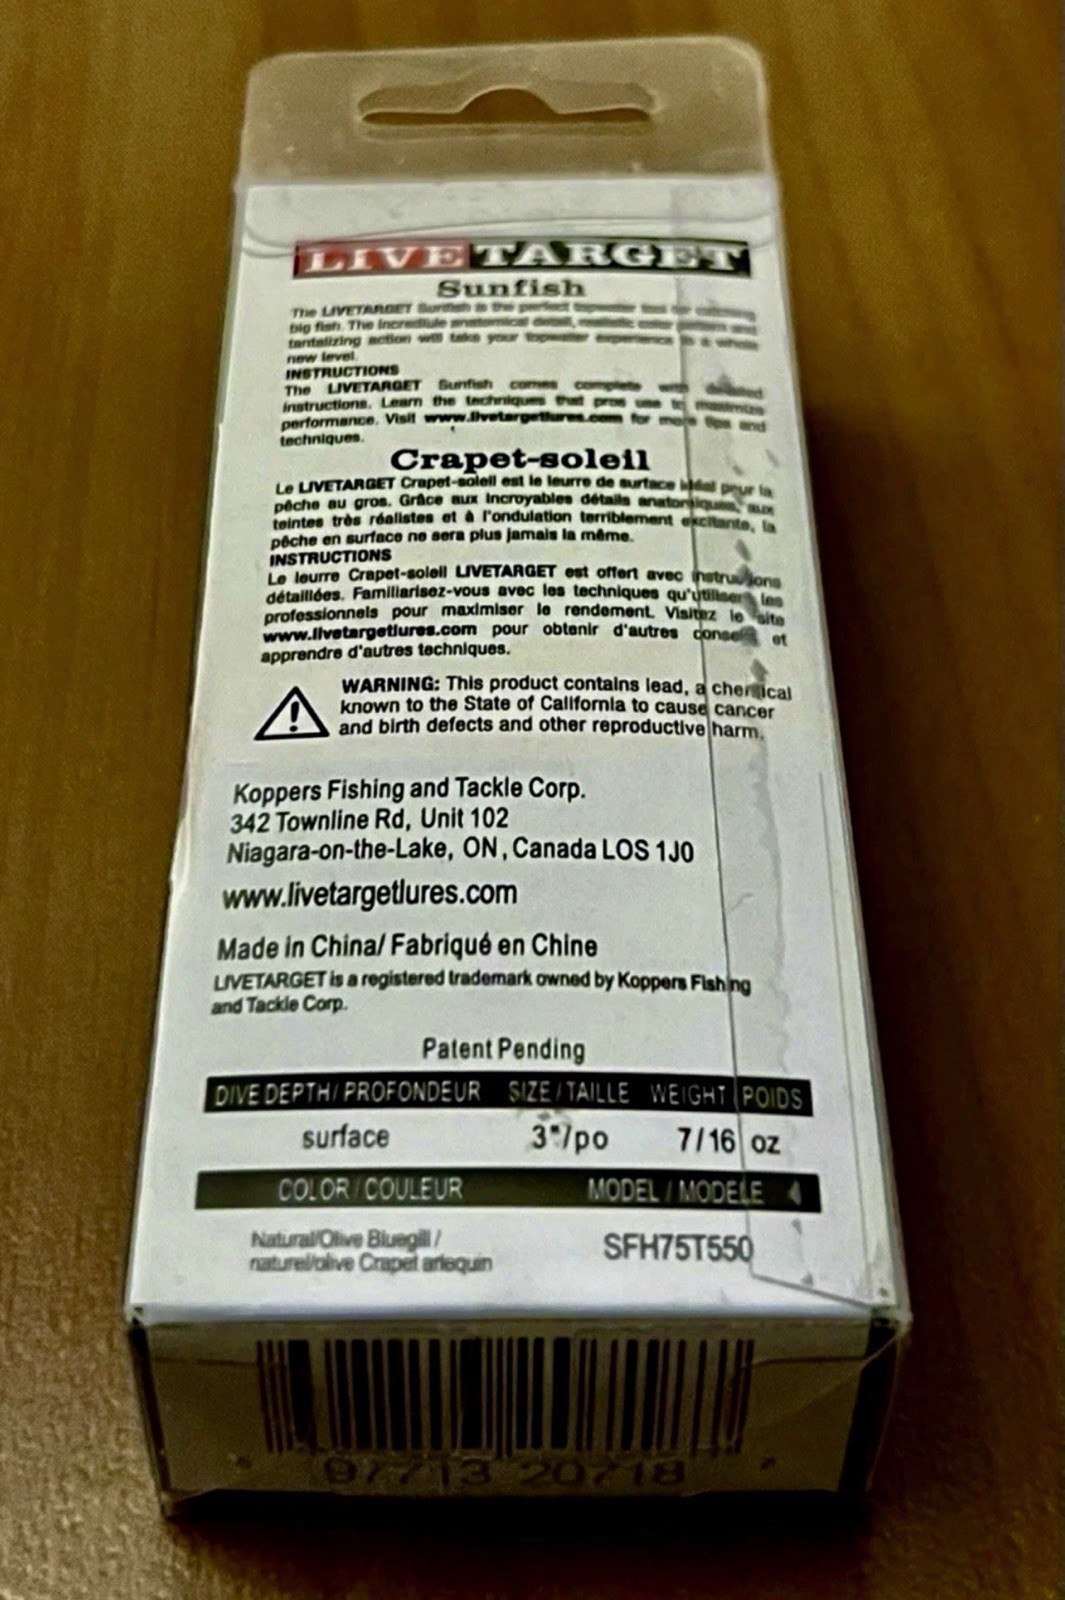 LIVETARGET
Sunfish
The LIVETARGET Sunfish is the perfect topwater tool for catching
big fish. The incredible anatomical detail, realistic color pattern and
tantalizing action will take your topwater experience to a whole
new level.
INSTRUCTIONS
The LIVETARGET Sunfish comes complete with detailed
instructions. Learn the techniques that pros use to maximize
performance. Visit www.livetargetlures.com for more tips and
techniques.
Crapet-soleil
Le LIVETARGET Crapet-soleil est le leurre de surface idéal pour la
pêche au gros. Grâce aux incroyables détails anatomiques, aux
teintes très réalistes et à l'ondulation terriblement excitante, la
pêche en surface ne sera plus jamais la même.
INSTRUCTIONS
Le leurre Crapet-soleil LIVETARGET est offert avec instructions
détaillées. Familiarisez-vous avec les techniques qu'utilisent les
professionnels pour maximiser le rendement. Visitez le site
www.livetargetlures.com pour obtenir d'autres conseils et
apprendre d'autres techniques.
WARNING: This product contains lead, a chemical
known to the State of California to cause cancer
and birth defects and other reproductive harm.
Koppers Fishing and Tackle Corp.
342 Townline Rd, Unit 102
Niagara-on-the-Lake, ON, Canada LOS 1J0
www.livetargetlures.com
Made in China/ Fabriqué en Chine
LIVETARGET is a registered trademark owned by Koppers Fishing
and Tackle Corp.
Patent Pending
DIVE DEPTH/PROFONDEUR SIZE/TAILLE WEIGHT POIDS
surface 3"/po 7/16 oz
COLOR/COULEUR MODEL/MODELE
Natural/Olive Bluegill/ SFH75T550
naturel/olive Crapet arlequin
97713 20718